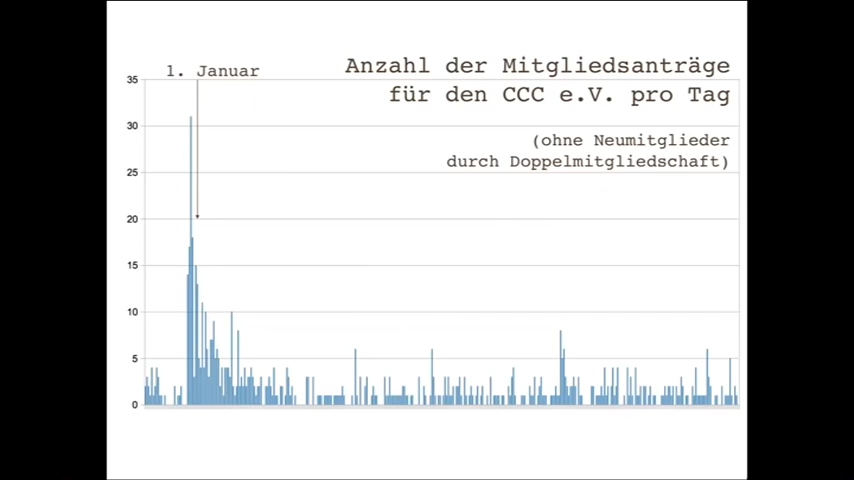 1. Januar
Anzahl der Mitgliedsanträge
für den CCC e.V. pro Tag
(ohne Neumitglieder
durch Doppelmitgliedschaft)
35
30
25
20
15
10
5
0